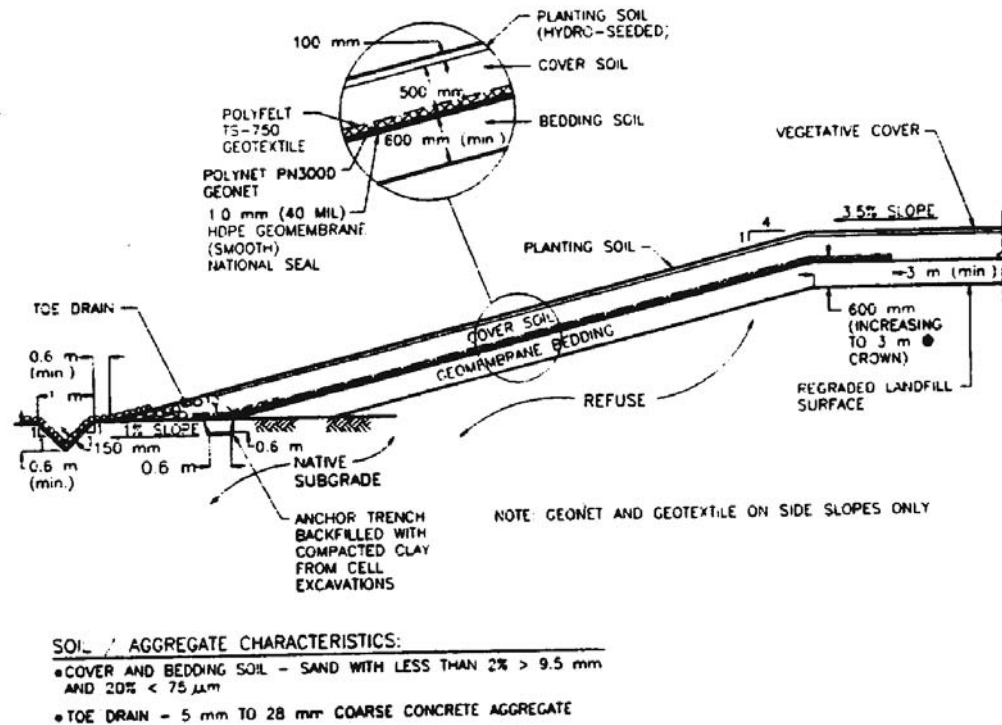 PLANTING SOIL
(HYDRO-SEEDED;
100 mm
COVER SOIL
500 mm
POLYFELT
TS-750
GEOTEXTILE
BEDDING SOIL
600 mm (min)
POLYNET PN3000
GEONET
1.0 mm (40 MIL)
HDPE GEOMEMBRANE
(SMOOTH)
NATIONAL SEAL
VEGETATIVE COVER
4
1
3.5% SLOPE
PLANTING SOIL
3 m (min)
TOE DRAIN
COVER SOIL
GEOMEMBRANE BEDDING
600 mm
(INCREASING
TO 3 m
CROWN)
0.6 m
(min)
1 m
REFUSE
REGRADED LANDFILL
SURFACE
1
1
1% SLOPE
150 mm
0.6 m
0.6 m
0.6 m
(min.)
NATIVE
SUBGRADE
ANCHOR TRENCH
BACKFILLED WITH
COMPACTED CLAY
FROM CELL
EXCAVATIONS
NOTE: GEONET AND GEOTEXTILE ON SIDE SLOPES ONLY
SOIL / AGGREGATE CHARACTERISTICS:
• COVER AND BEDDING SOIL - SAND WITH LESS THAN 2% > 9.5 mm
AND 20% < 75 µm
• TOE DRAIN - 5 mm TO 28 mm COARSE CONCRETE AGGREGATE